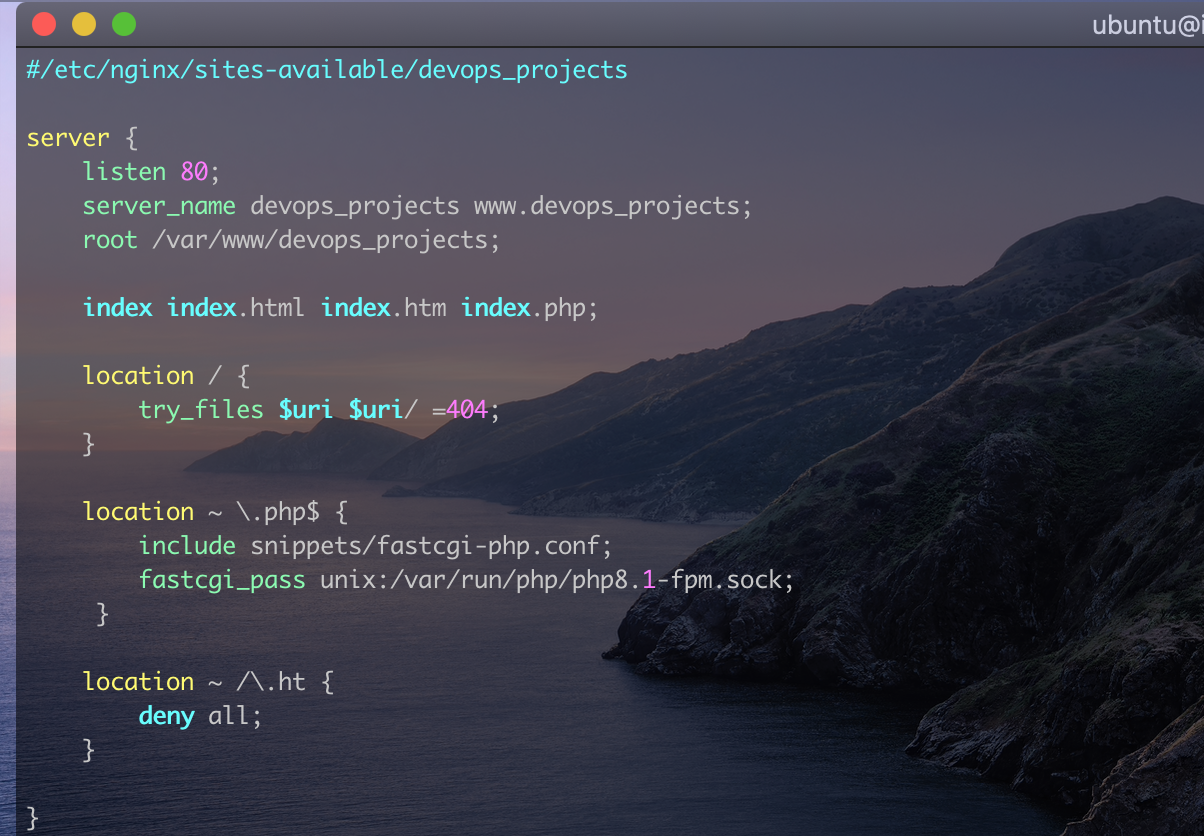 ubuntu@
#/etc/nginx/sites-available/devops_projects
server {
    listen 80;
    server_name devops_projects www.devops_projects;
    root /var/www/devops_projects;
    index index.html index.htm index.php;
    location / {
        try_files $uri $uri/ =404;
    }
    location ~ \.php$ {
        include snippets/fastcgi-php.conf;
        fastcgi_pass unix:/var/run/php/php8.1-fpm.sock;
     }
    location ~ /\.ht {
        deny all;
    }
}